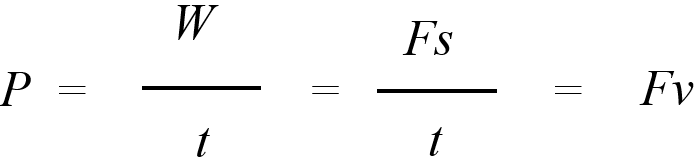 P = W/t = Fs/t = Fv